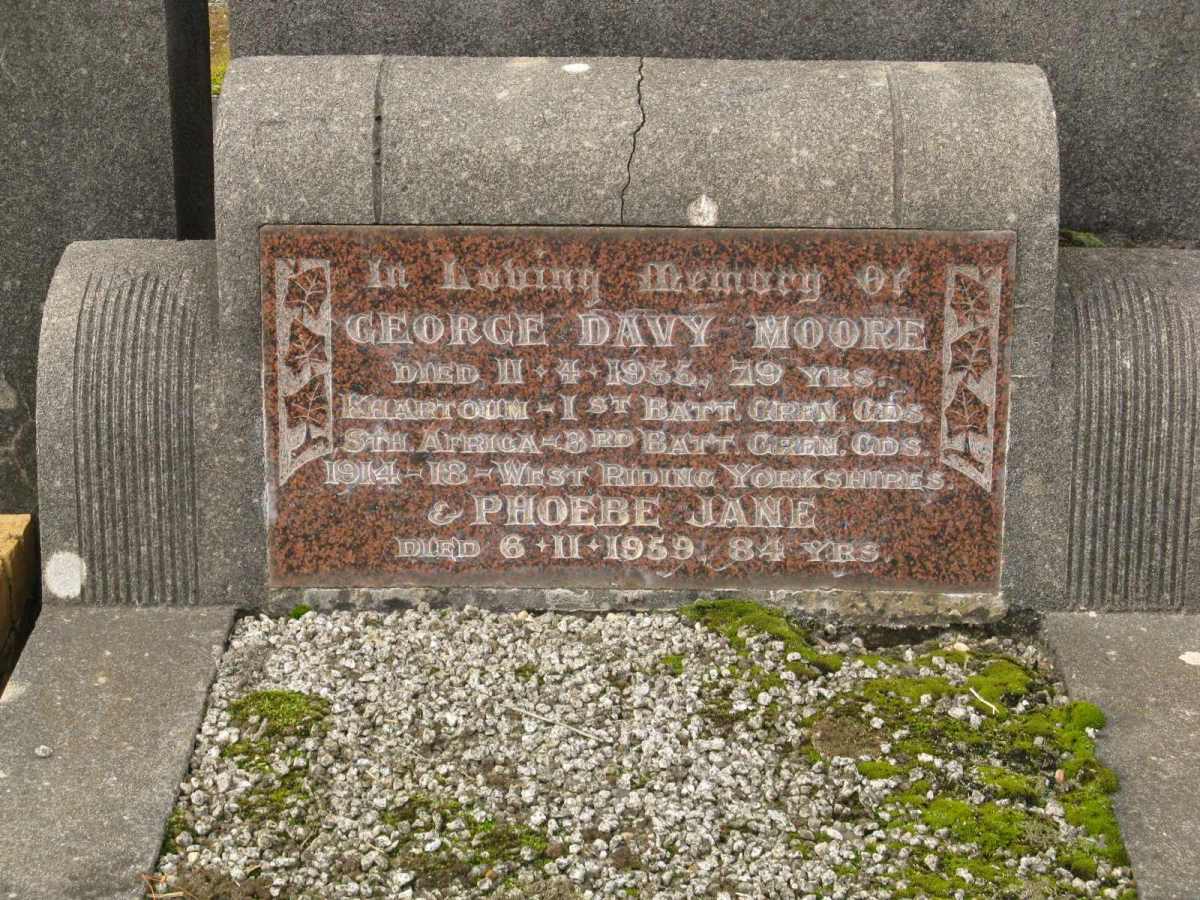 In Loving Memory Of
GEORGE DAVY MOORE
DIED 11·4·1955, 79 YRS.
KHARTOUM-1ST BATT. GREN. GDS
STH AFRICA-3RD BATT. GREN. GDS.
1914-18-WEST RIDING YORKSHIRES.
& PHOEBE JANE
DIED 6·11·1959, 84 YRS.